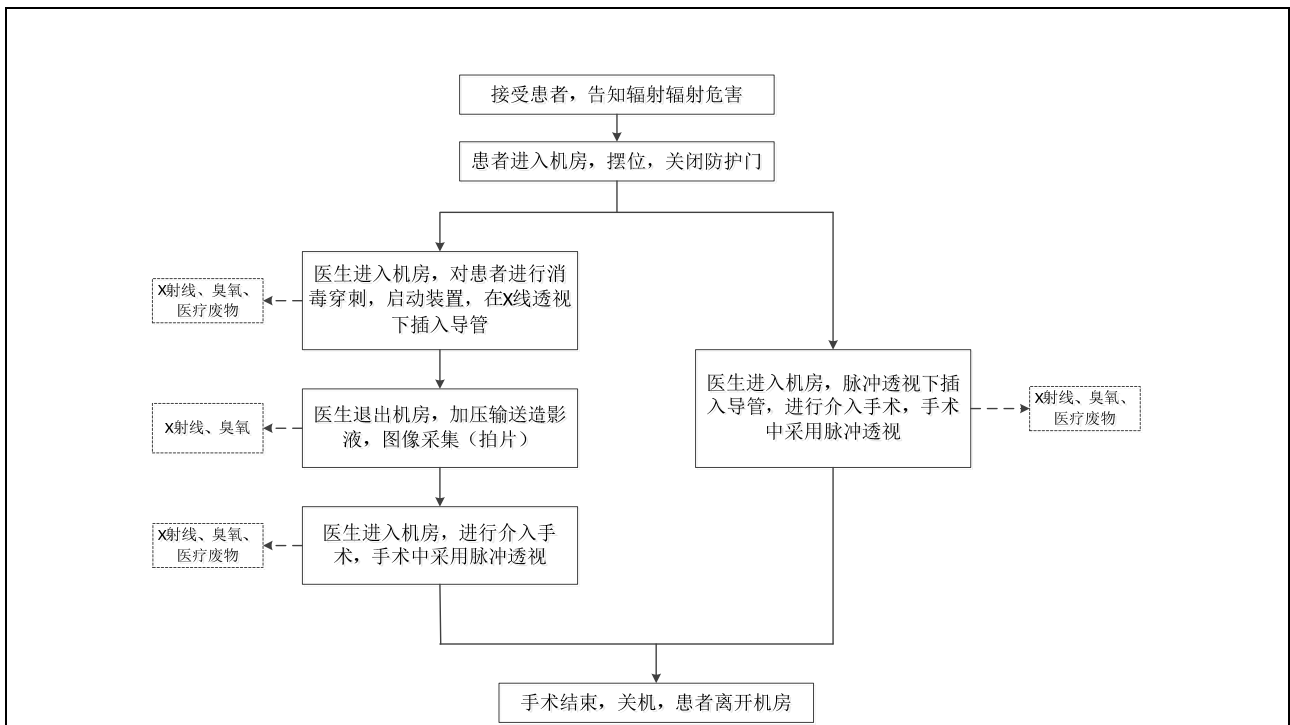 接受患者，告知辐射辐射危害
患者进入机房，摆位，关闭防护门
医生进入机房，对患者进行消
毒穿刺，启动装置，在X线透视
下插入导管
X射线、臭氧、
医疗废物
医生退出机房，加压输送造影
液，图像采集（拍片）
X射线、臭氧
医生进入机房，进行介入手
术，手术中采用脉冲透视
X射线、臭氧、
医疗废物
医生进入机房，脉冲透视下插
入导管，进行介入手术，手术
中采用脉冲透视
X射线、臭氧、
医疗废物
手术结束，关机，患者离开机房